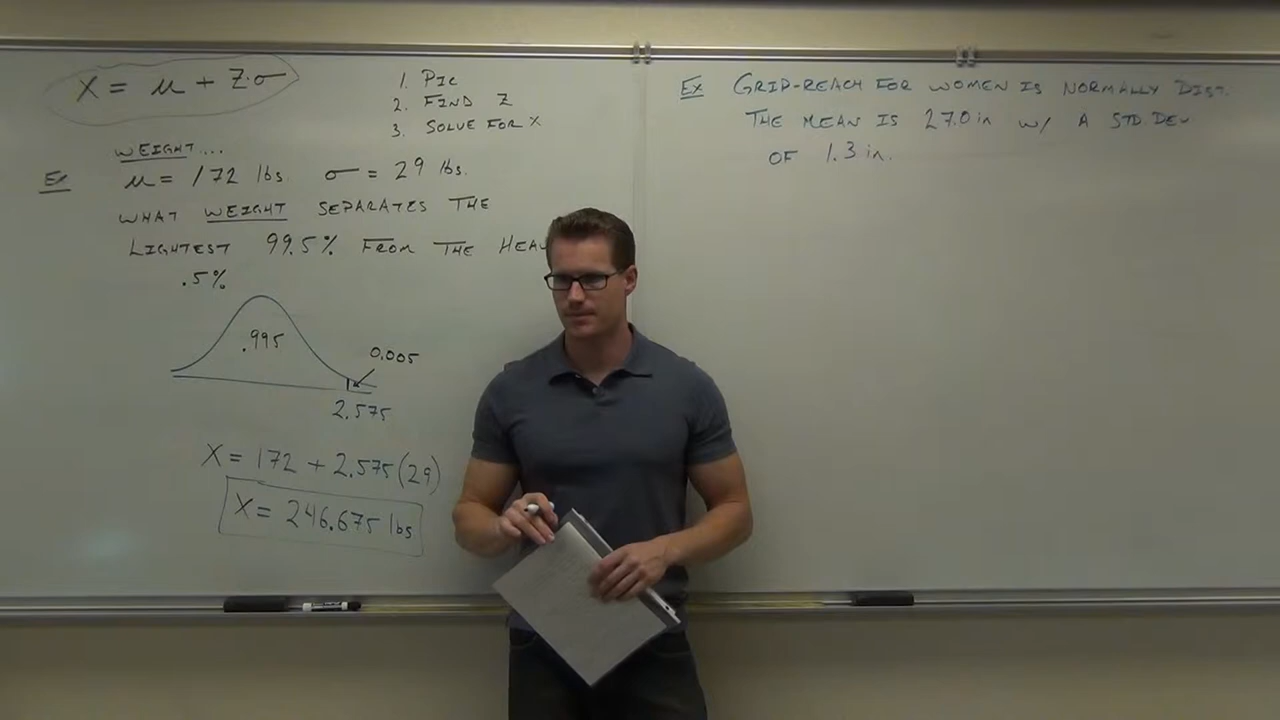 X = μ + Z·σ
1. PIC
2. FIND Z
3. SOLVE FOR X
WEIGHT....
Ex μ = 172 lbs σ = 29 lbs.
WHAT WEIGHT SEPARATES THE
LIGHTEST 99.5% FROM THE HEAV
.5%
.995
0.005
2.575
X = 172 + 2.575(29)
X = 246.675 lbs
Ex GRID-REACH FOR WOMEN IS NORMALLY DIST.
THE MEAN IS 27.0 in w/ A STD DEV
OF 1.3 in.